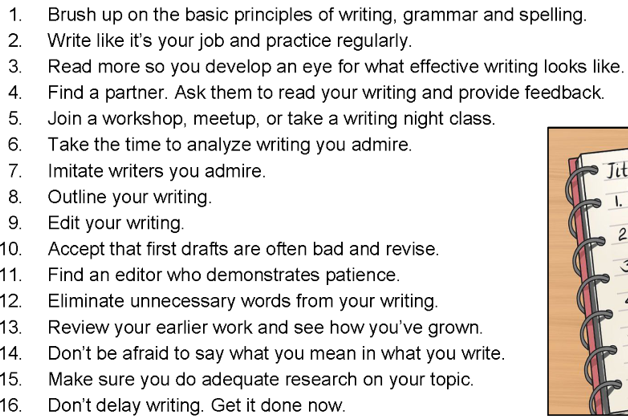 1. Brush up on the basic principles of writing, grammar and spelling.
2. Write like it's your job and practice regularly.
3. Read more so you develop an eye for what effective writing looks like.
4. Find a partner. Ask them to read your writing and provide feedback.
5. Join a workshop, meetup, or take a writing night class.
6. Take the time to analyze writing you admire.
7. Imitate writers you admire.
8. Outline your writing.
9. Edit your writing.
10. Accept that first drafts are often bad and revise.
11. Find an editor who demonstrates patience.
12. Eliminate unnecessary words from your writing.
13. Review your earlier work and see how you've grown.
14. Don't be afraid to say what you mean in what you write.
15. Make sure you do adequate research on your topic.
16. Don't delay writing. Get it done now.
Tit
1.
2
3